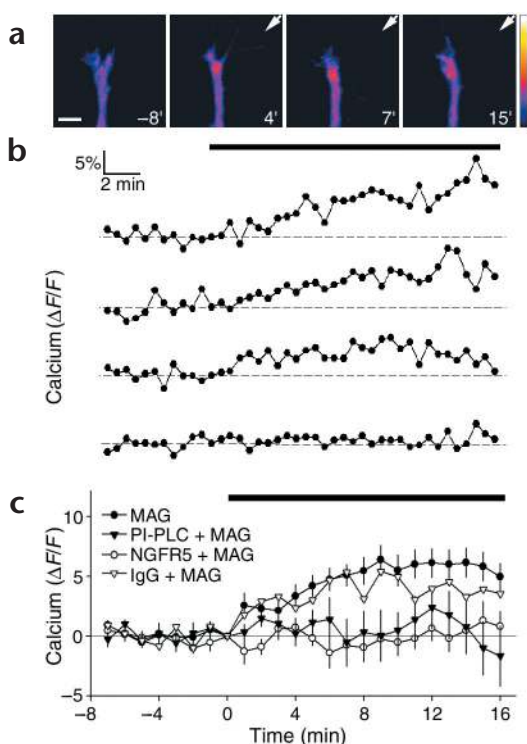 a
–8'
4'
7'
15'
b
5%
2 min
Calcium (ΔF/F)
c
MAG
PI-PLC + MAG
NGFR5 + MAG
IgG + MAG
Calcium (ΔF/F)
10
5
0
–5
–8
–4
0
4
8
12
16
Time (min)